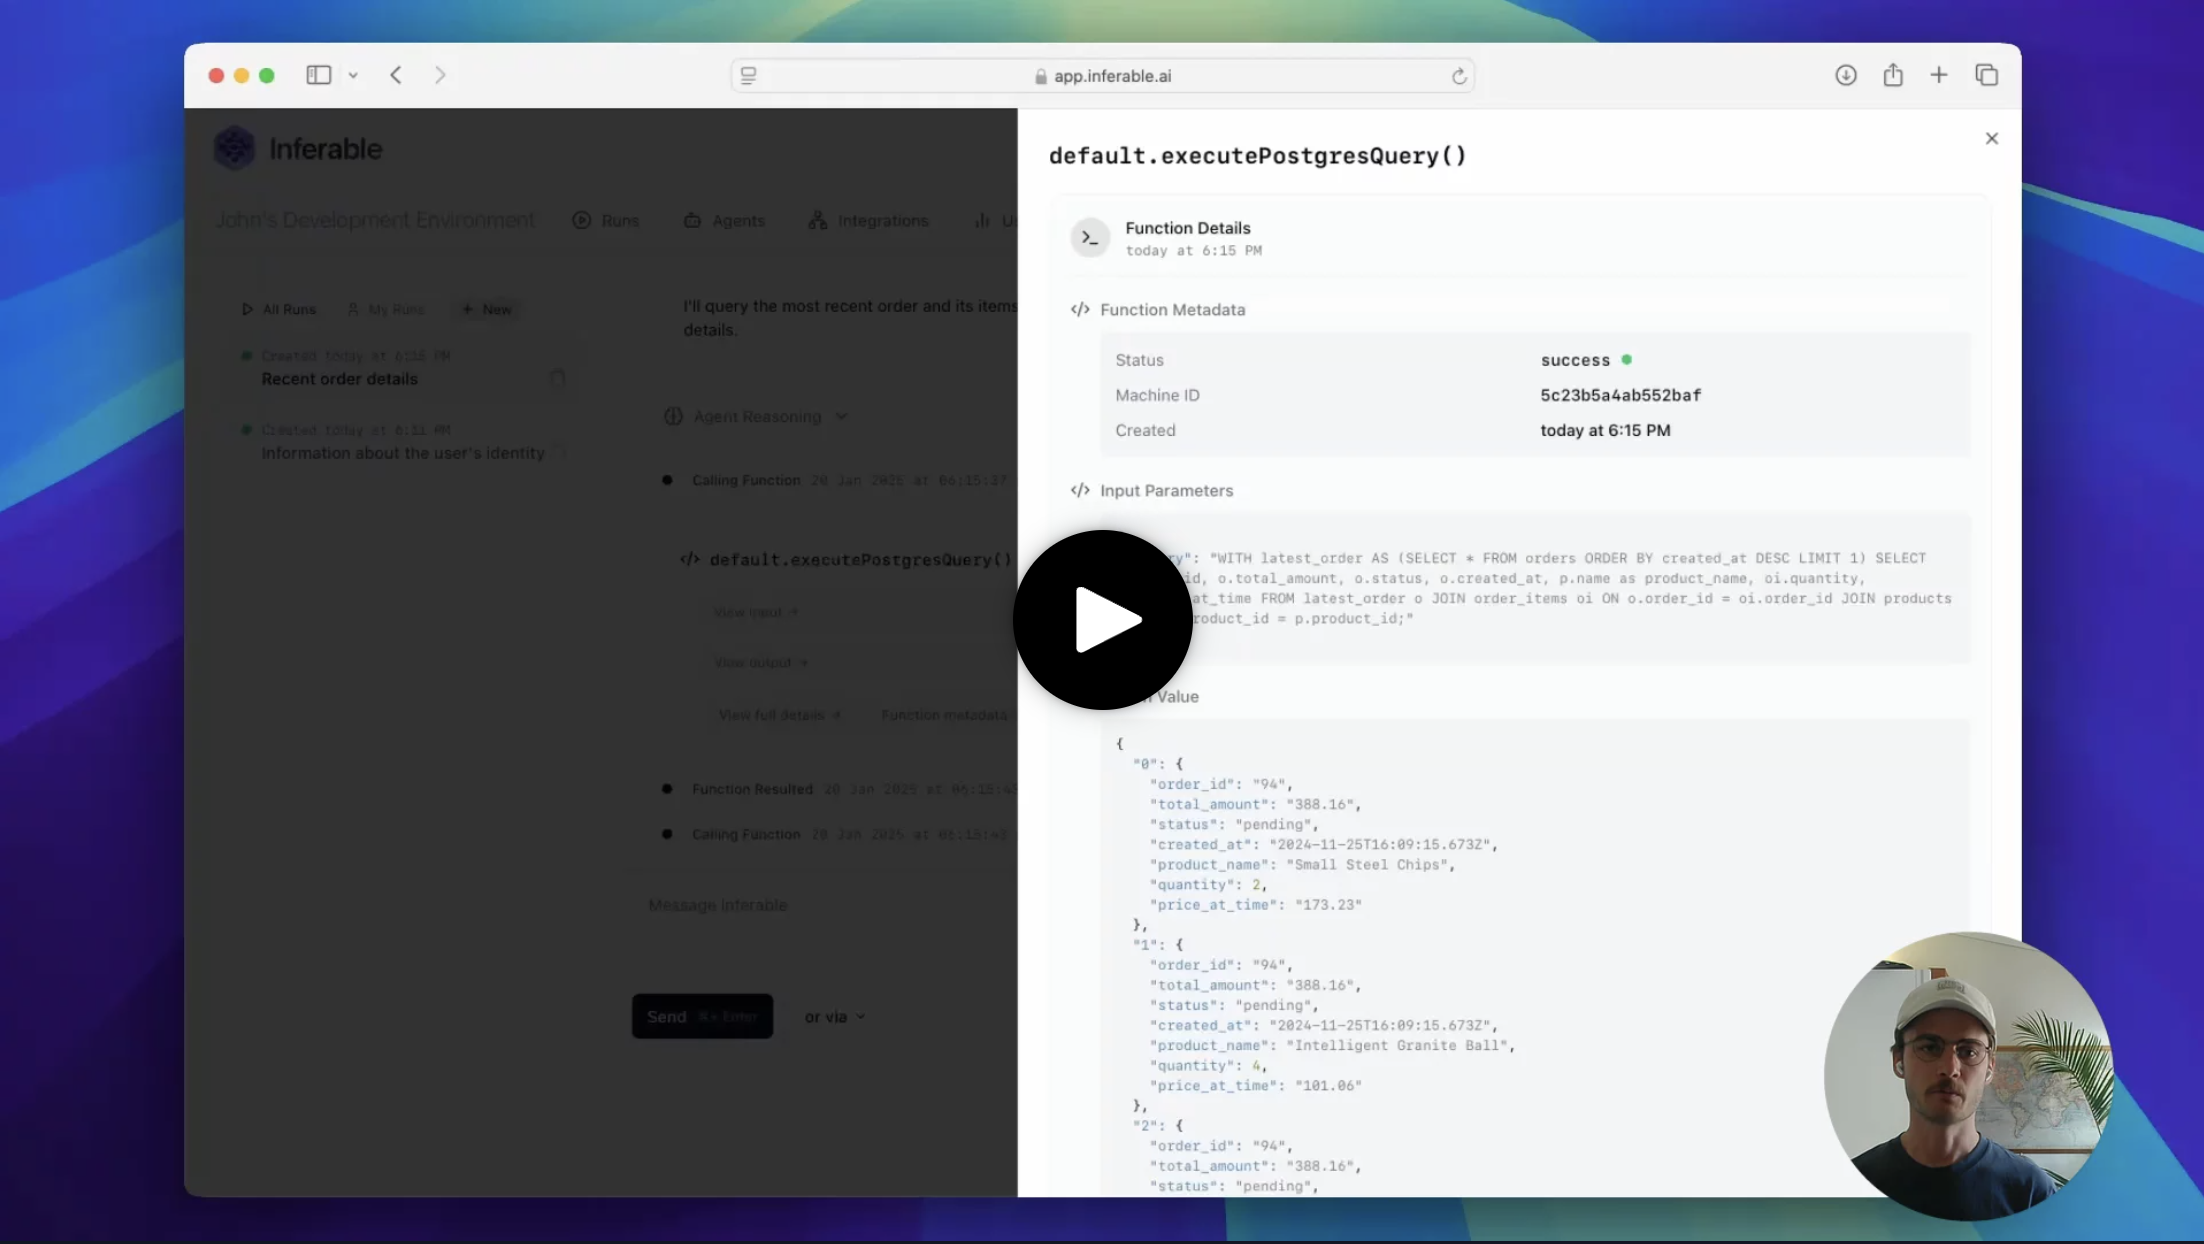 app.inferable.ai
Inferable
John's Development Environment
Runs
Agents
Integrations
All Runs
My Runs
+ New
Created today at 6:15 PM
Recent order details
Created today at 6:11 PM
Information about the user's identity
I'll query the most recent order and its items
details.
Agent Reasoning
Calling Function 20 Jan 2025 at 06:15:37
</> default.executePostgresQuery()
View input →
View output →
View full details →
Function metadata
Function Resulted 20 Jan 2025 at
Calling Function 20 Jan 2025 at
Message Inferable
Send ⌘+ Enter
or via
default.executePostgresQuery()
>_
Function Details
today at 6:15 PM
</> Function Metadata
Status success
Machine ID 5c23b5a4ab552baf
Created today at 6:15 PM
</> Input Parameters
ry": "WITH latest_order AS (SELECT * FROM orders ORDER BY created_at DESC LIMIT 1) SELECT
id, o.total_amount, o.status, o.created_at, p.name as product_name, oi.quantity,
at_time FROM latest_order o JOIN order_items oi ON o.order_id = oi.order_id JOIN products
roduct_id = p.product_id;"
Value
{
"0": {
"order_id": "94",
"total_amount": "388.16",
"status": "pending",
"created_at": "2024-11-25T16:09:15.673Z",
"product_name": "Small Steel Chips",
"quantity": 2,
"price_at_time": "173.23"
},
"1": {
"order_id": "94",
"total_amount": "388.16",
"status": "pending",
"created_at": "2024-11-25T16:09:15.673Z",
"product_name": "Intelligent Granite Ball",
"quantity": 4,
"price_at_time": "101.06"
},
"2": {
"order_id": "94",
"total_amount": "388.16",
"status": "pending",